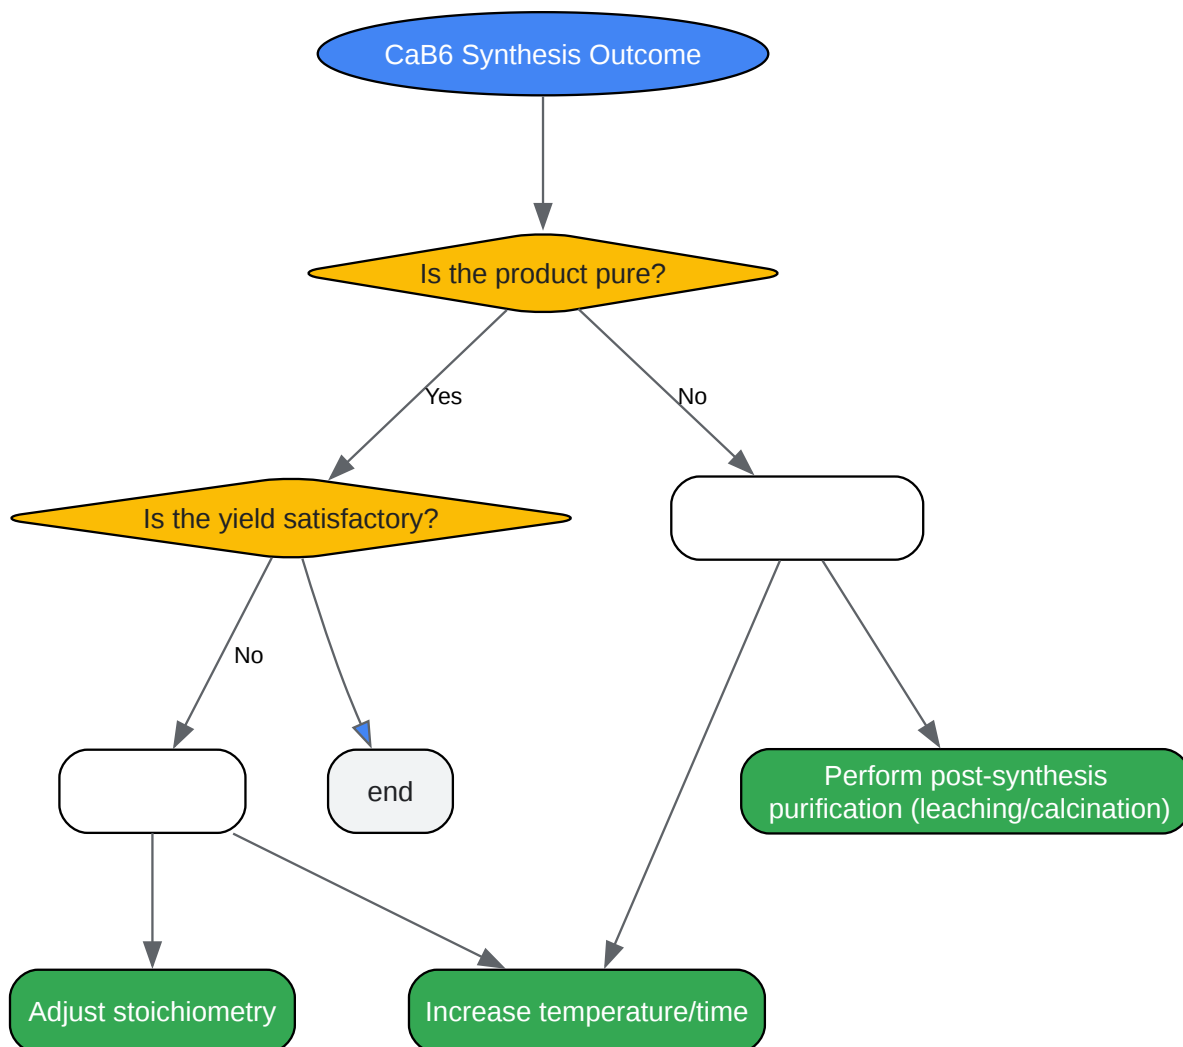 CaB6 Synthesis Outcome
Is the product pure?
Yes
No
Is the yield satisfactory?
No
end
Perform post-synthesis
purification (leaching/calcination)
Adjust stoichiometry
Increase temperature/time